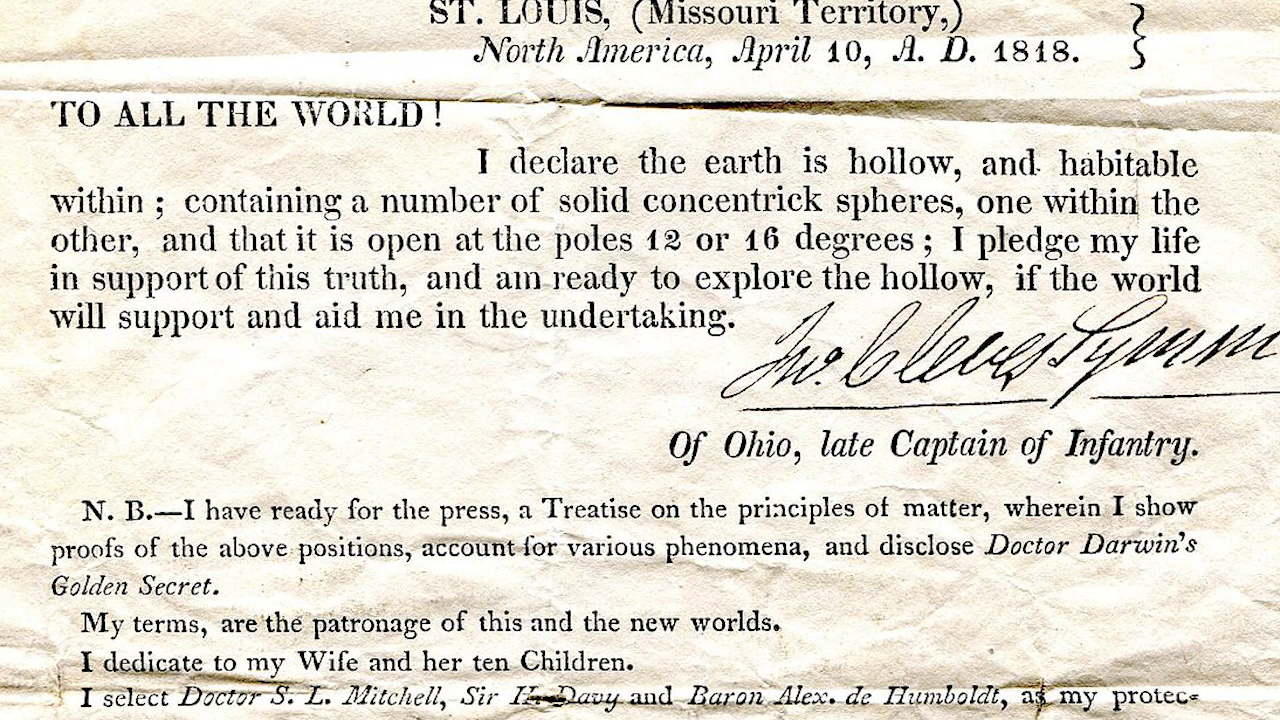 ST. LOUIS, (Missouri Territory,)
North America, April 10, A. D. 1818.
TO ALL THE WORLD!
I declare the earth is hollow, and habitable
within; containing a number of solid concentrick spheres, one within the
other, and that it is open at the poles 12 or 16 degrees; I pledge my life
in support of this truth, and am ready to explore the hollow, if the world
will support and aid me in the undertaking.
Jno. Cleves Symm
Of Ohio, late Captain of Infantry.
N. B.—I have ready for the press, a Treatise on the principles of matter, wherein I show
proofs of the above positions, account for various phenomena, and disclose Doctor Darwin's
Golden Secret.
My terms, are the patronage of this and the new worlds.
I dedicate to my Wife and her ten Children.
I select Doctor S. L. Mitchell, Sir H. Davy and Baron Alex. de Humboldt, as my protec-